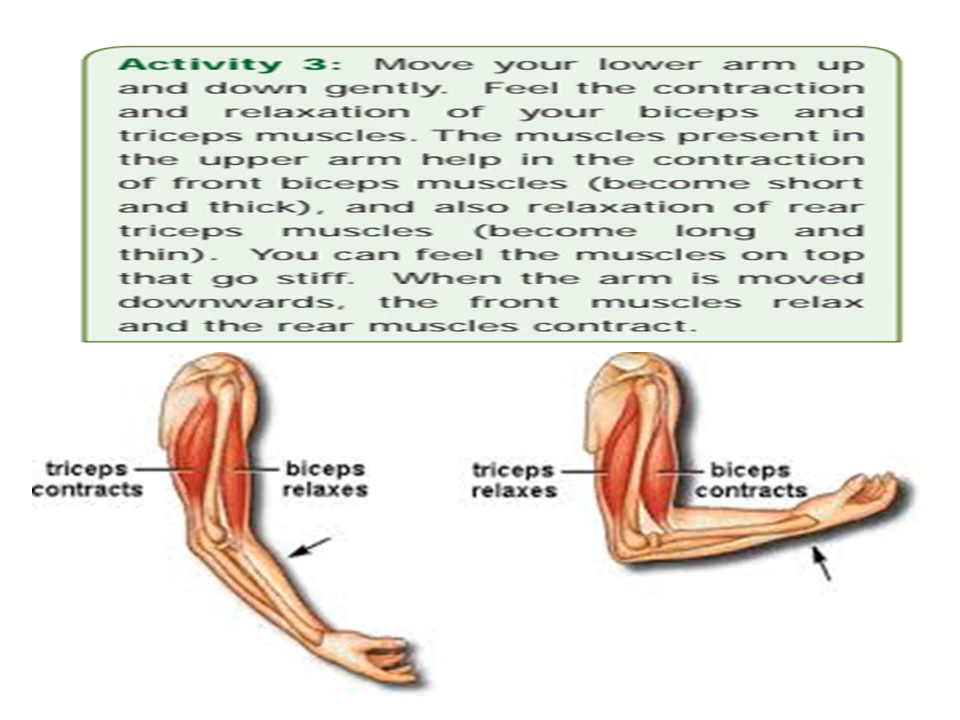 Activity 3: Move your lower arm up
and down gently. Feel the contraction
and relaxation of your biceps and
triceps muscles. The muscles present in
the upper arm help in the contraction
of front biceps muscles (become short
and thick), and also relaxation of rear
triceps muscles (become long and
thin). You can feel the muscles on top
that go stiff. When the arm is moved
downwards, the front muscles relax
and the rear muscles contract.
triceps
contracts
biceps
relaxes
triceps
relaxes
biceps
contracts